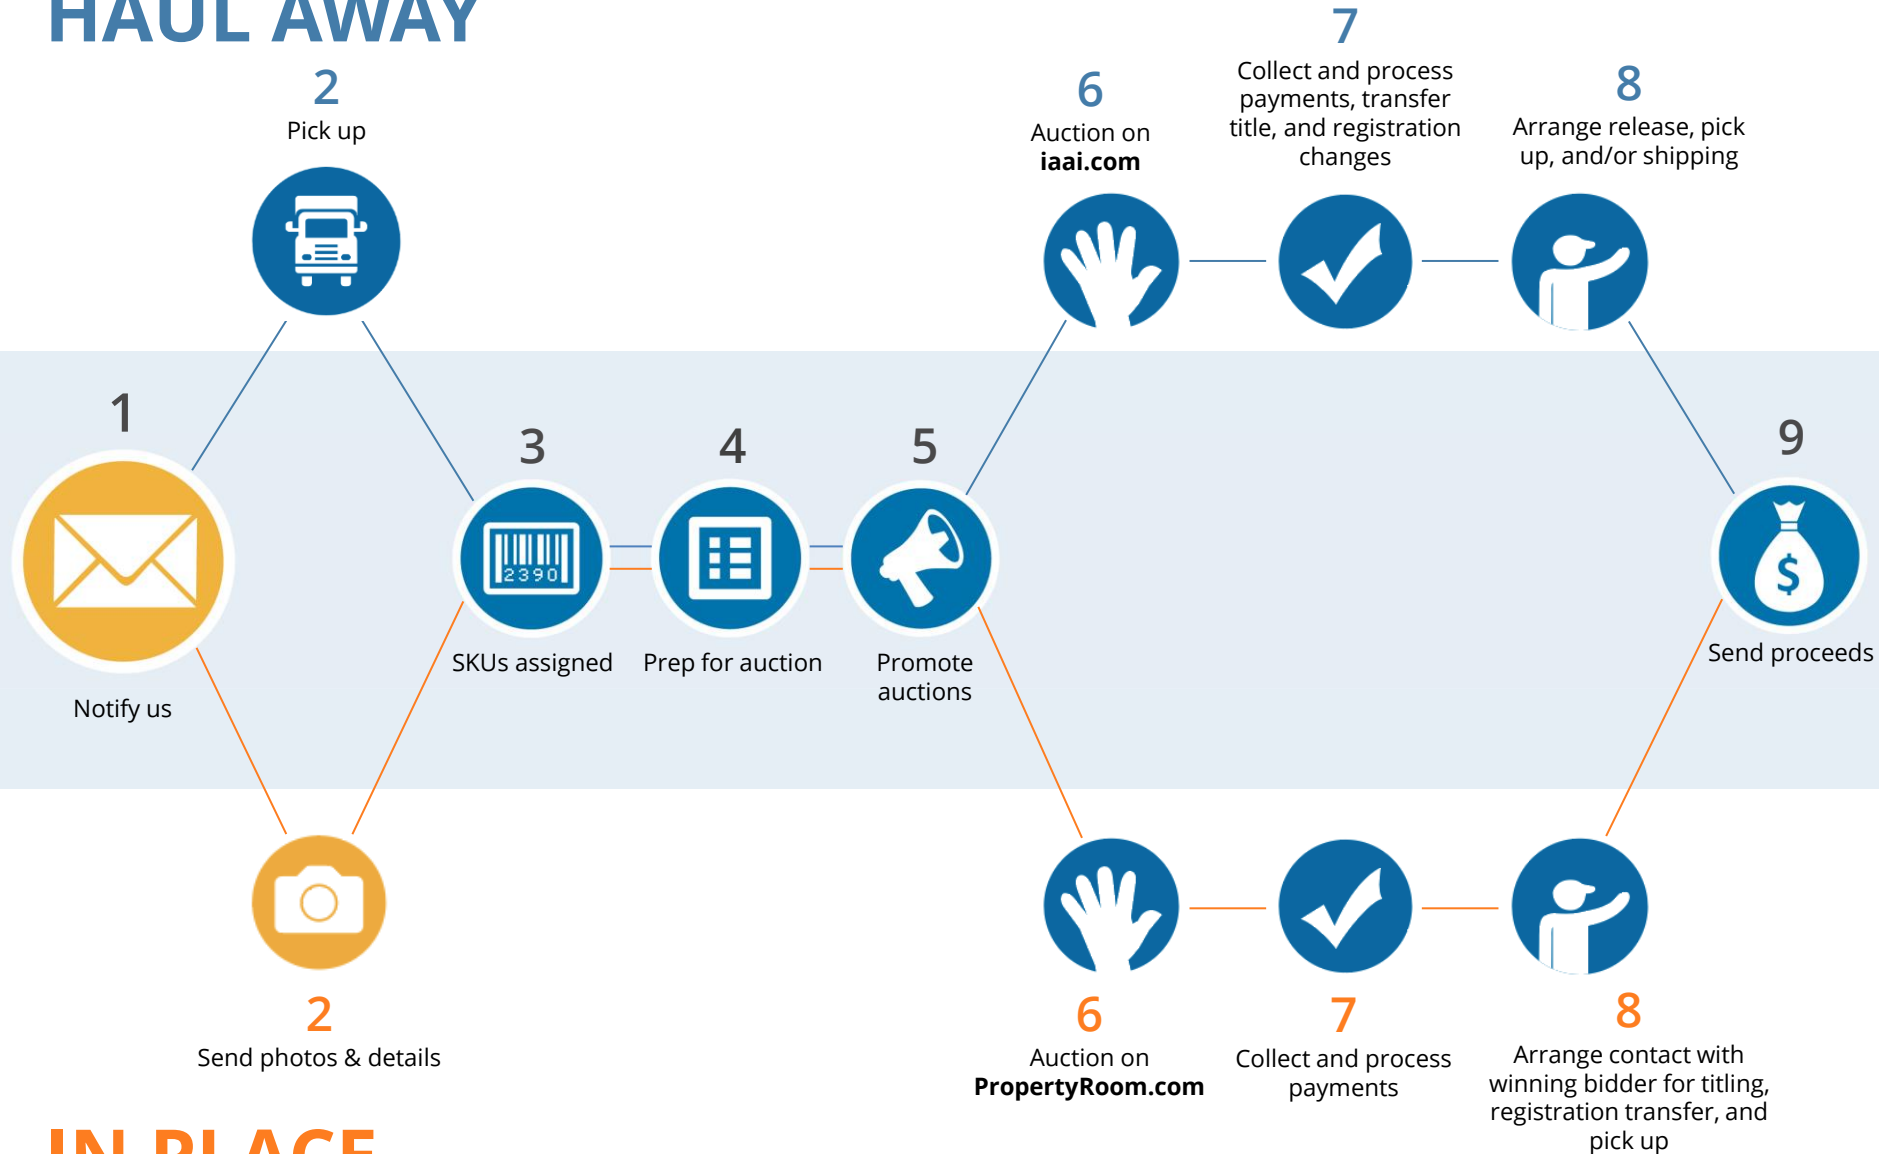 HAUL AWAY
2
Pick up
6
Auction on
iaai.com
7
Collect and process
payments, transfer
title, and registration
changes
8
Arrange release, pick
up, and/or shipping
1
Notify us
3
2390
SKUs assigned
4
Prep for auction
5
Promote
auctions
9
$
Send proceeds
2
Send photos & details
6
Auction on
PropertyRoom.com
7
Collect and process
payments
8
Arrange contact with
winning bidder for titling,
registration transfer, and
pick up
IN PLACE